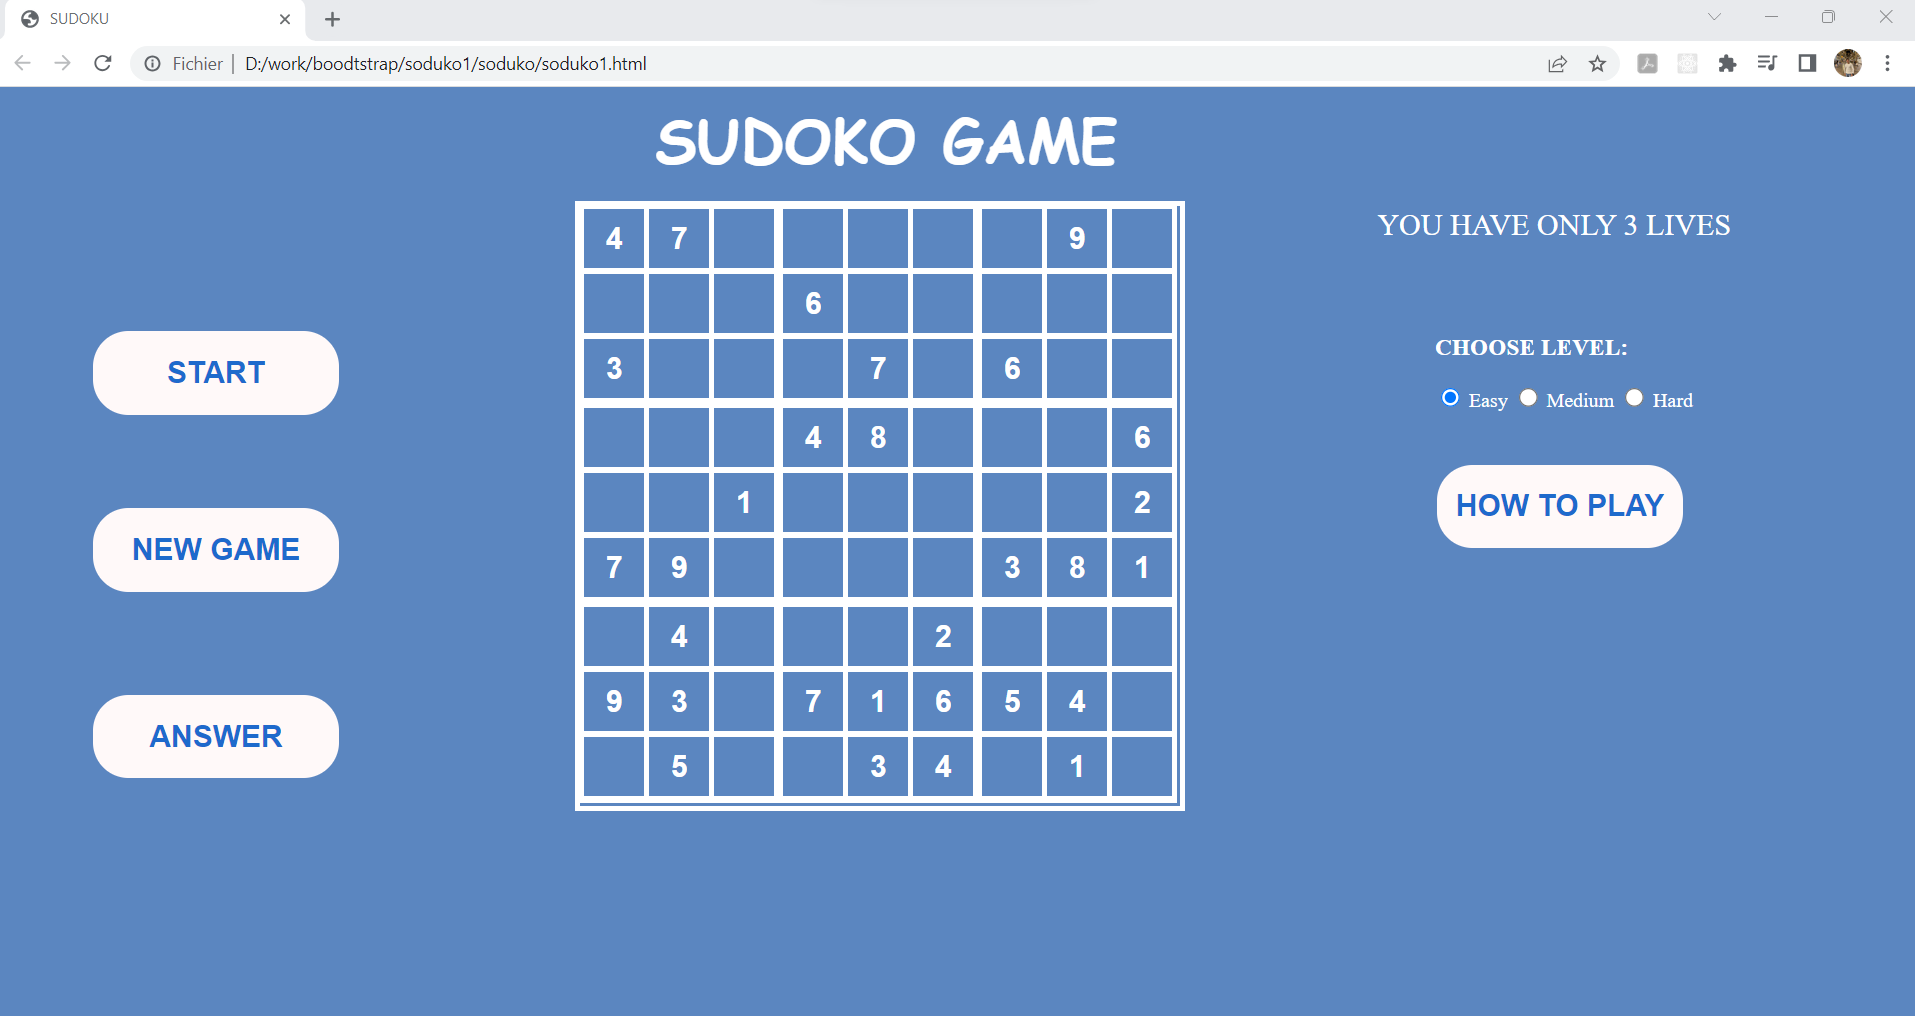 SUDOKU
Fichier D:/work/boodtstrap/soduko1/soduko/soduko1.html
SUDOKO GAME
4 7 9
6
3 7 6
4 8 6
1 2
7 9 3 8 1
4 2
9 3 7 1 6 5 4
5 3 4 1
START
NEW GAME
ANSWER
YOU HAVE ONLY 3 LIVES
CHOOSE LEVEL:
Easy Medium Hard
HOW TO PLAY